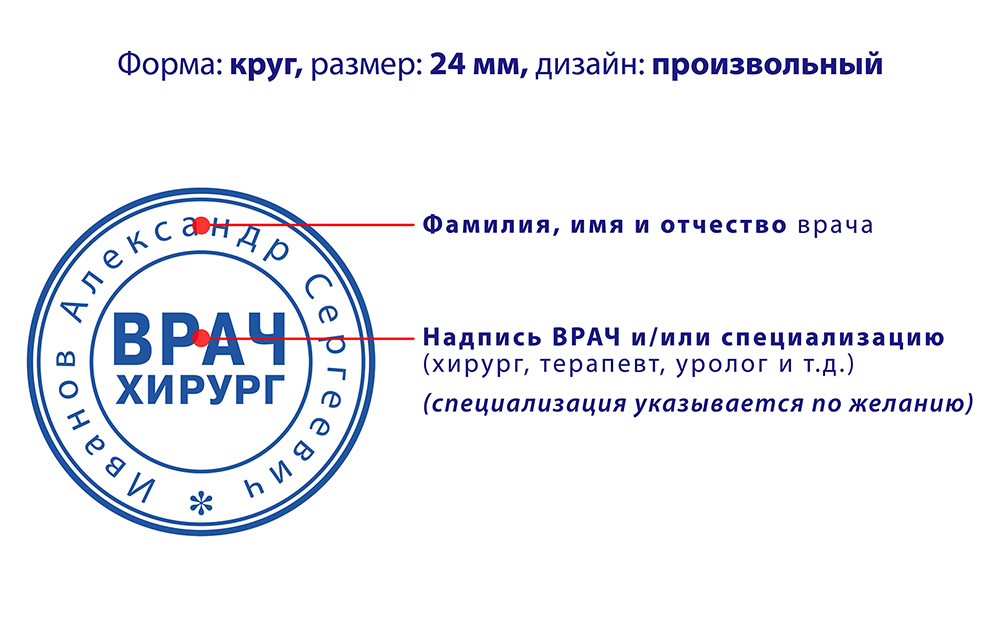 Форма: круг, размер: 24 мм, дизайн: произвольный
Иванов Александр Сергеевич *
ВРАЧ
ХИРУРГ
Фамилия, имя и отчество врача
Надпись ВРАЧ и/или специализацию
(хирург, терапевт, уролог и т.д.)
(специализация указывается по желанию)